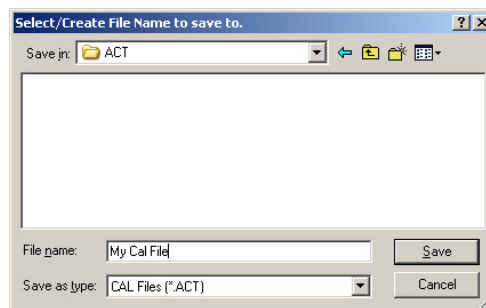 Select/Create File Name to save to.
Save in: ACT
File name: My Cal File
Save
Save as type: CAL Files (*.ACT)
Cancel